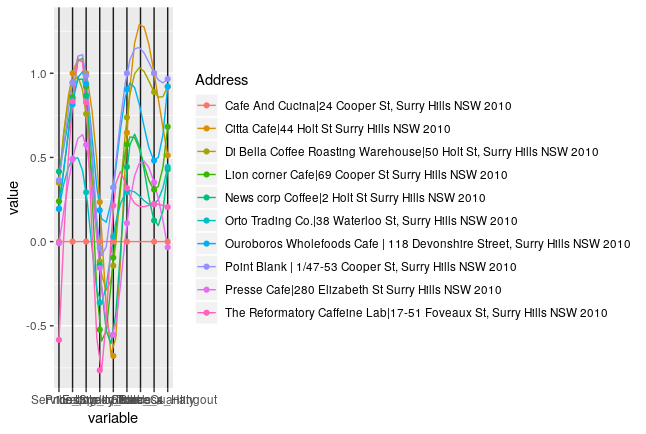 Address
1.0
0.5
0.0
-0.5
value
Cafe And Cucina|24 Cooper St, Surry Hills NSW 2010
Citta Cafe|44 Holt St Surry Hills NSW 2010
Di Bella Coffee Roasting Warehouse|50 Holt St, Surry Hills NSW 2010
Lion corner Cafe|69 Cooper St Surry Hills NSW 2010
News corp Coffee|2 Holt St Surry Hills NSW 2010
Orto Trading Co.|38 Waterloo St, Surry Hills NSW 2010
Ouroboros Wholefoods Cafe | 118 Devonshire Street, Surry Hills NSW 2010
Point Blank | 1/47-53 Cooper St, Surry Hills NSW 2010
Presse Cafe|280 Elizabeth St Surry Hills NSW 2010
The Reformatory Caffeine Lab|17-51 Foveaux St, Surry Hills NSW 2010
variable